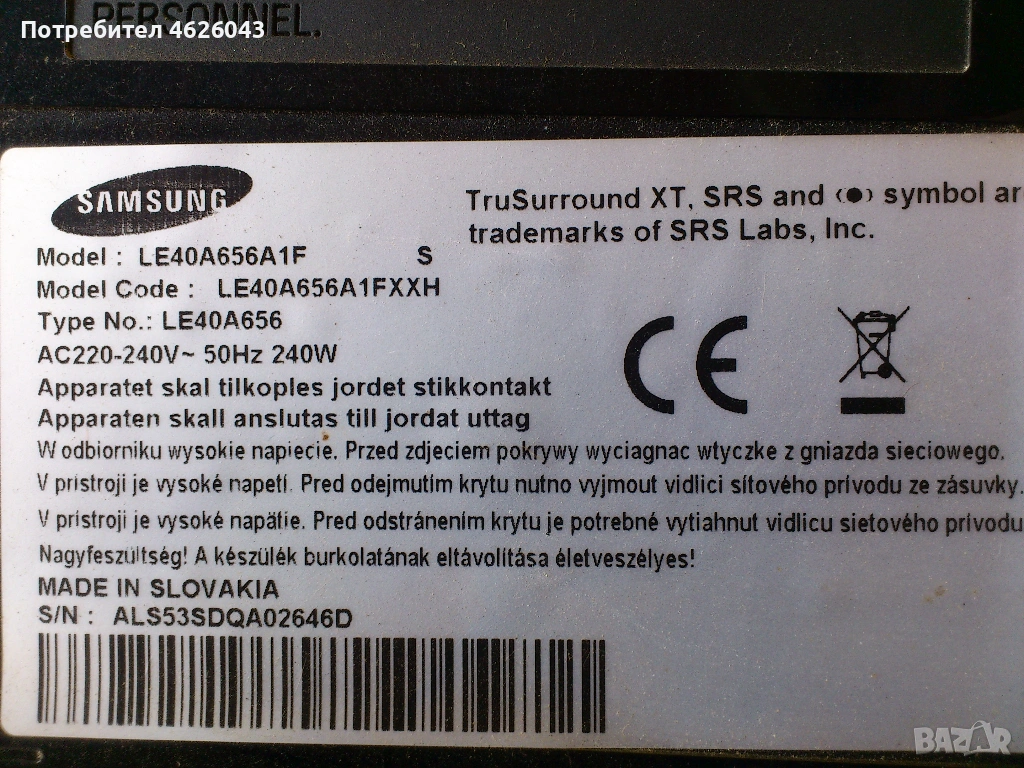 PERSONNEL.
Потребител 4626043
SAMSUNG
TruSurround XT, SRS and (●) symbol ar
trademarks of SRS Labs, Inc.
Model : LE40A656A1F S
Model Code : LE40A656A1FXXH
Type No.: LE40A656
AC220-240V~ 50Hz 240W
Apparatet skal tilkoples jordet stikkontakt
Apparaten skall anslutas till jordat uttag
W odbiorniku wysokie napiecie. Przed zdjeciem pokrywy wyciagnac wtyczke z gniazda sieciowego.
V prístroji je vysoké napetí. Pred odejmutím krytu nutno vyjmout vidlici sítového prívodu ze zásuvky.
V prístroji je vysoké napätie. Pred odstránením krytu je potrebné vytiahnut vidlicu sietového prívodu
Nagyfeszültség! A készülék burkolatának eltávolítása életveszélyes!
MADE IN SLOVAKIA
S/N : ALS53SDQA02646D
BAZAR